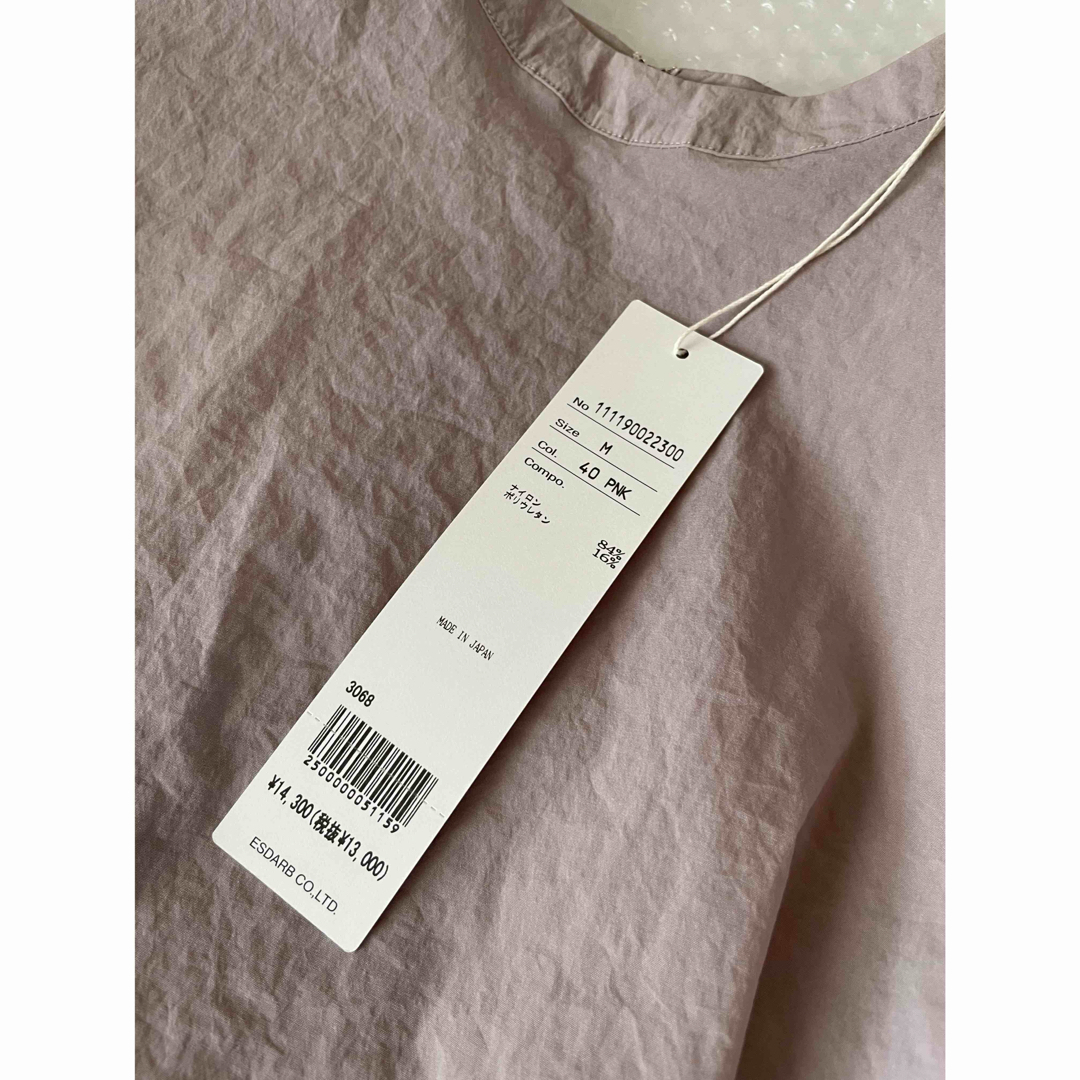 No 111190022300
Size M
Col. 40 PNK
Compo.
ナイロン 84%
ポリウレタン 16%
MADE IN JAPAN
3068
2500000051159
¥14,300(税抜¥13,000)
ESDARB CO.,LTD.